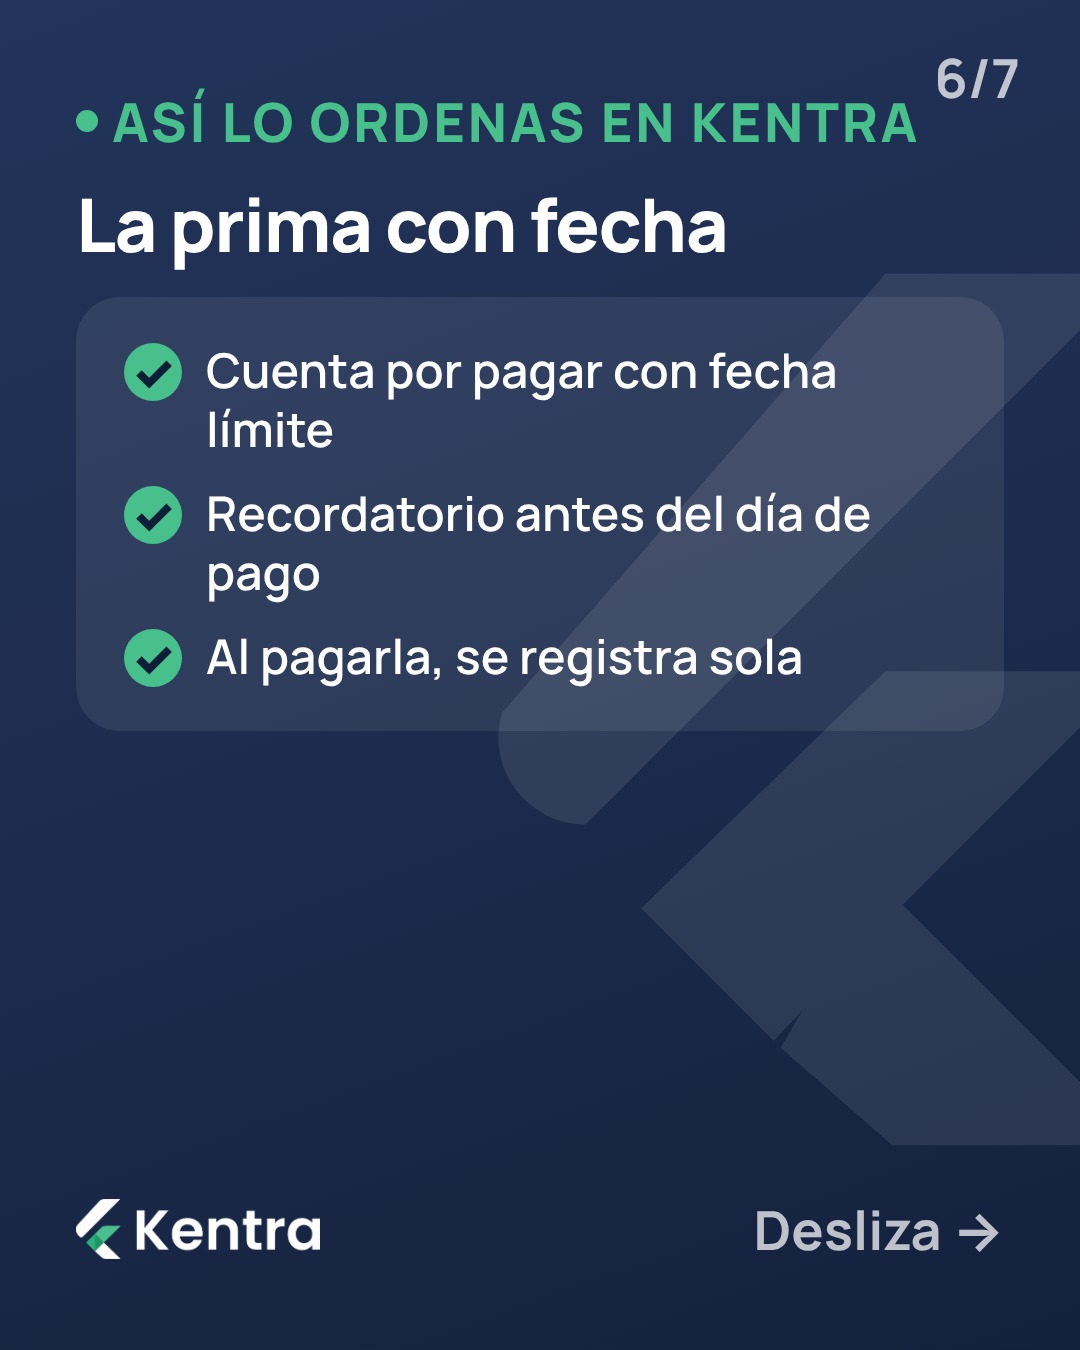 6/7
ASÍ LO ORDENAS EN KENTRA
La prima con fecha
Cuenta por pagar con fecha
límite
Recordatorio antes del día de
pago
Al pagarla, se registra sola
Kentra
Desliza →